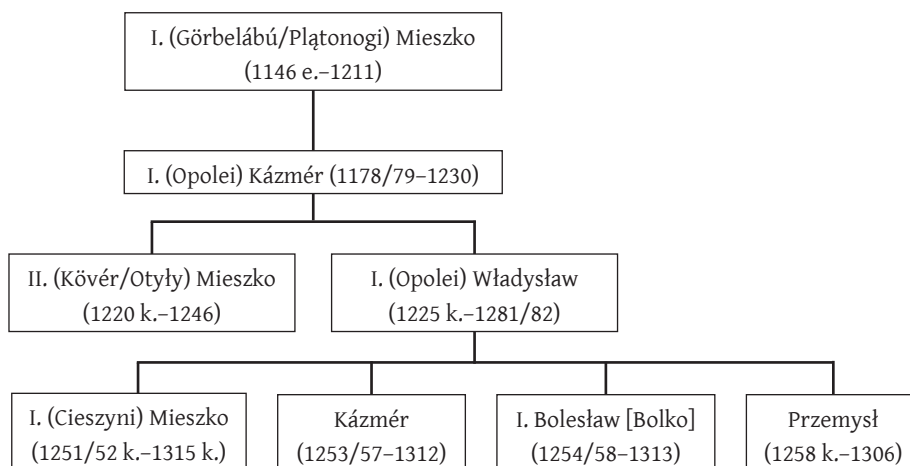 I. (Görbelábú/Plątonogi) Mieszko
(1146 e.–1211)
I. (Opolei) Kázmér (1178/79–1230)
II. (Kövér/Otyły) Mieszko
(1220 k.–1246)
I. (Opolei) Władysław
(1225 k.–1281/82)
I. (Cieszyni) Mieszko
(1251/52 k.–1315 k.)
Kázmér
(1253/57–1312)
I. Bolesław [Bolko]
(1254/58–1313)
Przemysł
(1258 k.–1306)